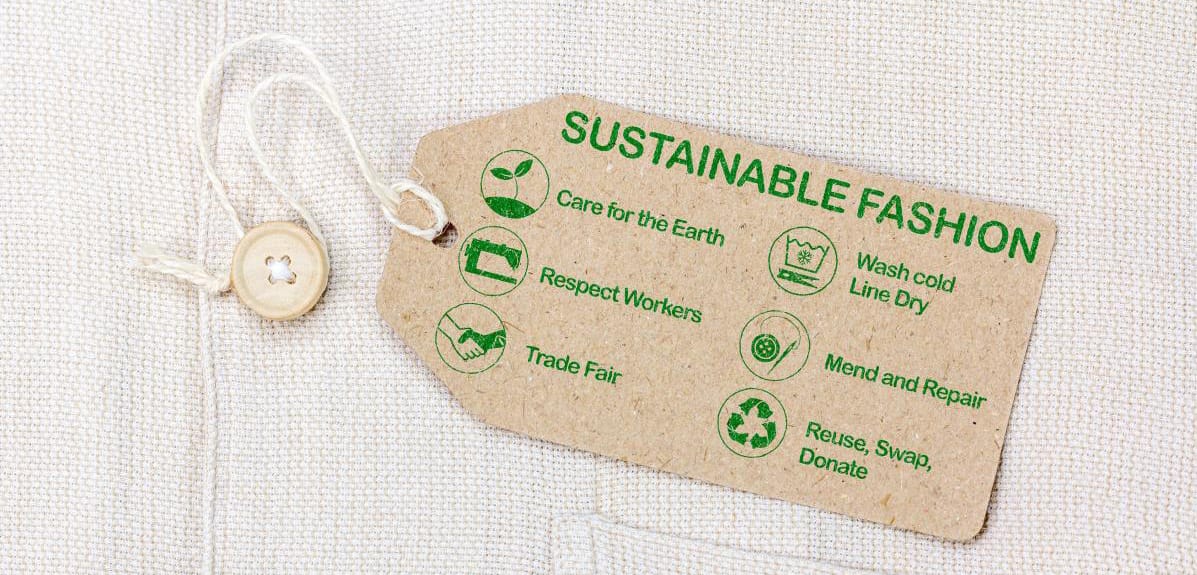 SUSTAINABLE FASHION
Care for the Earth
Respect Workers
Trade Fair
Wash cold
Line Dry
Mend and Repair
Reuse, Swap,
Donate